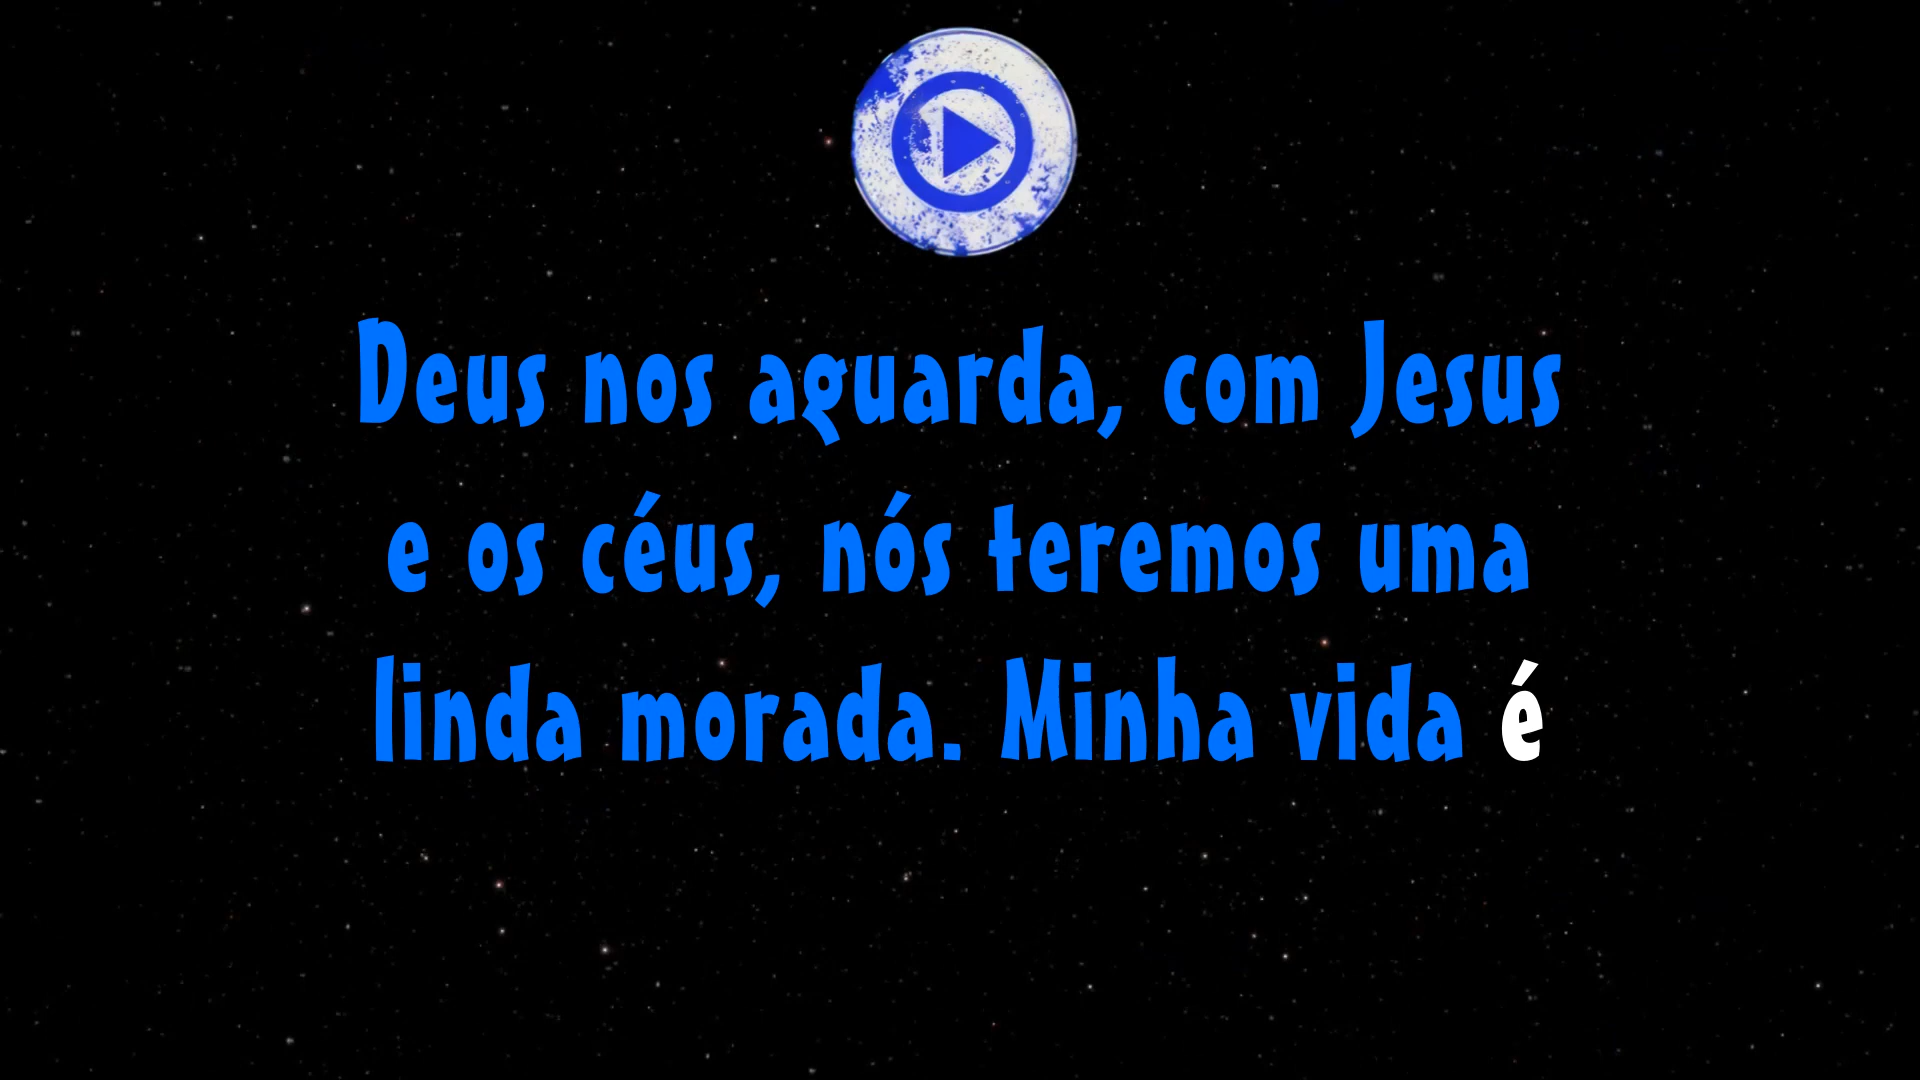 Deus nos aguarda, com Jesus
e os céus, nós teremos uma
linda morada. Minha vida é